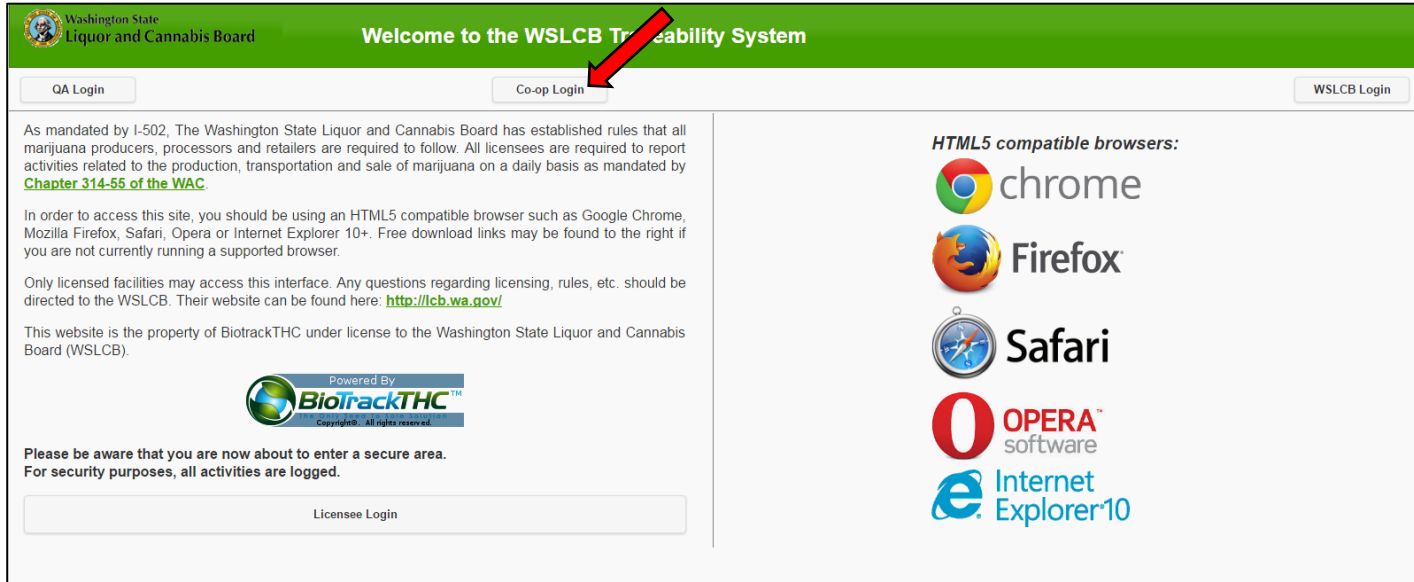 Washington State
Liquor and Cannabis Board
Welcome to the WSLCB Traceability System
QA Login
Co-op Login
WSLCB Login
As mandated by I-502, The Washington State Liquor and Cannabis Board has established rules that all
marijuana producers, processors and retailers are required to follow. All licensees are required to report
activities related to the production, transportation and sale of marijuana on a daily basis as mandated by
Chapter 314-55 of the WAC.
In order to access this site, you should be using an HTML5 compatible browser such as Google Chrome,
Mozilla Firefox, Safari, Opera or Internet Explorer 10+. Free download links may be found to the right if
you are not currently running a supported browser.
Only licensed facilities may access this interface. Any questions regarding licensing, rules, etc. should be
directed to the WSLCB. Their website can be found here: http://lcb.wa.gov/
This website is the property of BiotrackTHC under license to the Washington State Liquor and Cannabis
Board (WSLCB).
Powered By
BioTrackTHC™
The Only Seed To Sale Solution
Copyright©. All rights reserved.
Please be aware that you are now about to enter a secure area.
For security purposes, all activities are logged.
Licensee Login
HTML5 compatible browsers:
chrome
Firefox
Safari
OPERA™
software
Internet
Explorer 10